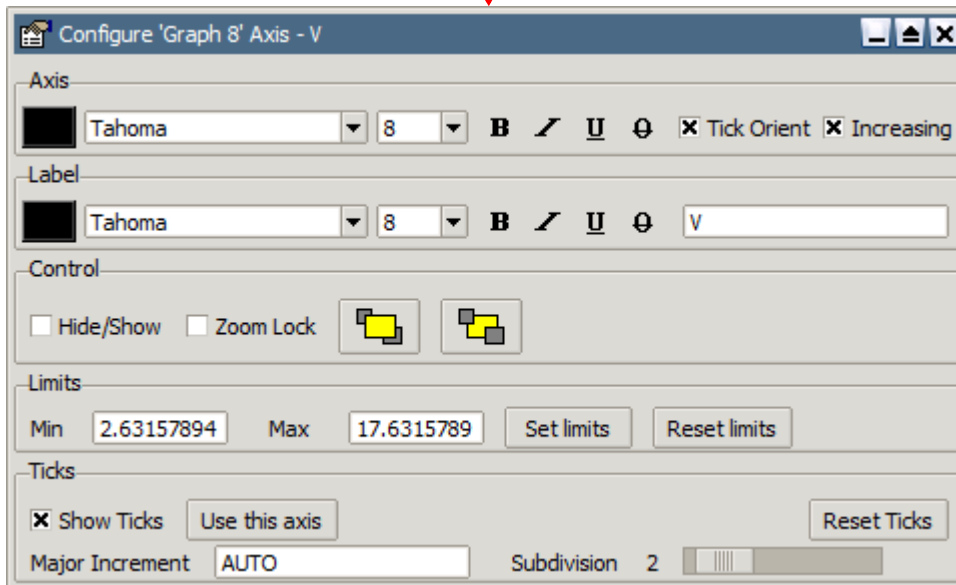 Configure 'Graph 8' Axis - V
Axis
Tahoma 8 B I U O Tick Orient Increasing
Label
Tahoma 8 B I U O V
Control
Hide/Show Zoom Lock
Limits
Min 2.63157894 Max 17.6315789 Set limits Reset limits
Ticks
Show Ticks Use this axis Reset Ticks
Major Increment AUTO Subdivision 2